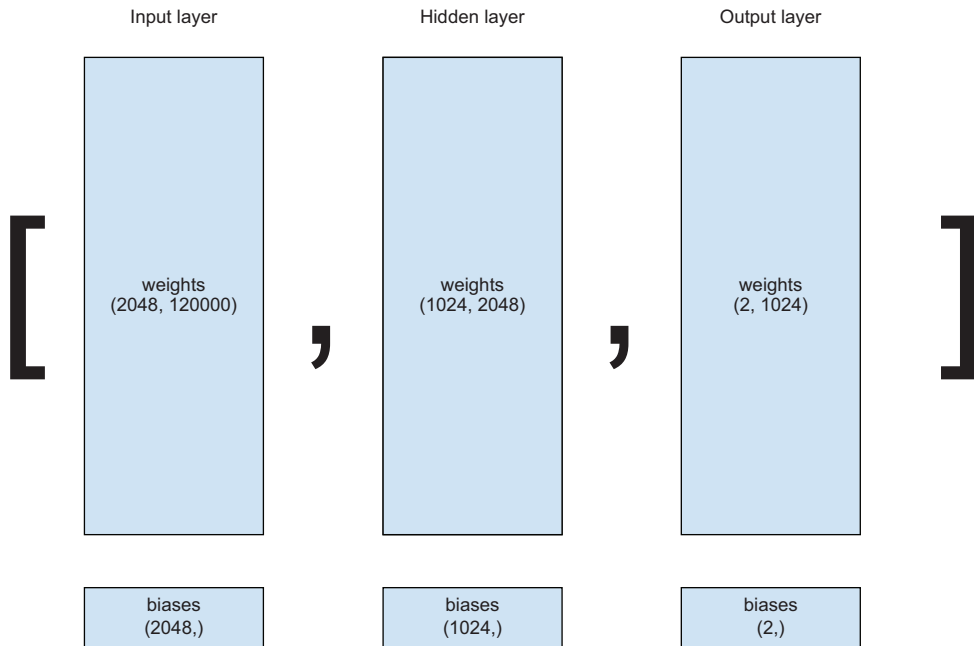 Input layer
Hidden layer
Output layer
[ , , ]
weights
(2048, 120000)
weights
(1024, 2048)
weights
(2, 1024)
biases
(2048,)
biases
(1024,)
biases
(2,)